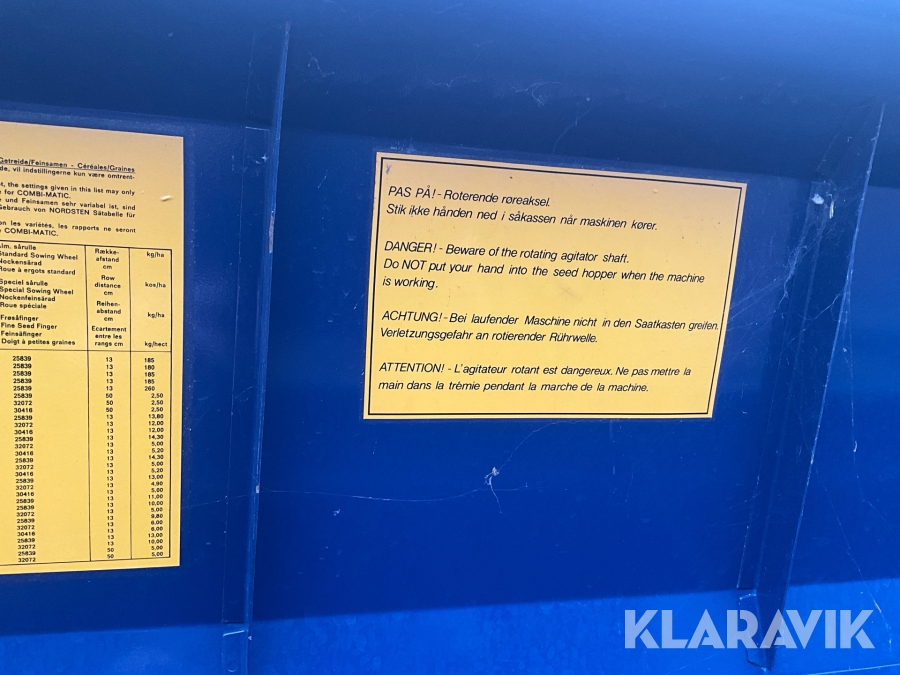 Getreide/Feinsamen - Céréales/Graines
de, vil indstillingerne kun være omtrent-
t, the settings given in this list may only
e for COMBI-MATIC.
e und Feinsamen sehr variabel ist, sind
Gebrauch von NORDSTEN Sätabelle für
on les variétés, les rapports ne seront
COMBI-MATIC.
lm. sårulle
Standard Sowing Wheel
Nockensärad
Roue à ergots standard
Speciel sårulle
Special Sowing Wheel
Nockenfeinsärad
Roue spéciale
Frøsåfinger
Fine Seed Finger
Feinsäfinger
Doigt à petites graines
Række-
afstand
cm
Row
distance
cm
Reihen-
abstand
cm
Ecartement
entre les
rangs cm
kg/ha
kos/ha
kg/ha
kg/hect
25839 13 185
25839 13 180
25839 13 185
25839 13 185
25839 13 260
25839 50 2,50
32072 50 2,50
30416 50 2,50
25839 13 13,80
32072 13 12,00
30416 13 12,00
25839 13 14,30
32072 13 5,00
30416 13 5,20
25839 13 14,30
32072 13 5,00
30416 13 5,20
25839 13 13,00
32072 13 4,90
30416 13 5,00
25839 13 11,00
25839 13 10,00
32072 13 5,00
25839 13 9,80
32072 13 6,00
30416 13 6,00
25839 13 13,00
32072 13 10,00
25839 50 5,00
32072 50 5,00
PAS PÅ! - Roterende røreaksel.
Stik ikke hånden ned i såkassen når maskinen kører.
DANGER! - Beware of the rotating agitator shaft.
Do NOT put your hand into the seed hopper when the machine
is working.
ACHTUNG! - Bei laufender Maschine nicht in den Saatkasten greifen.
Verletzungsgefahr an rotierender Rührwelle.
ATTENTION! - L'agitateur rotant est dangereux. Ne pas mettre la
main dans la trèmie pendant la marche de la machine.
KLARAVIK